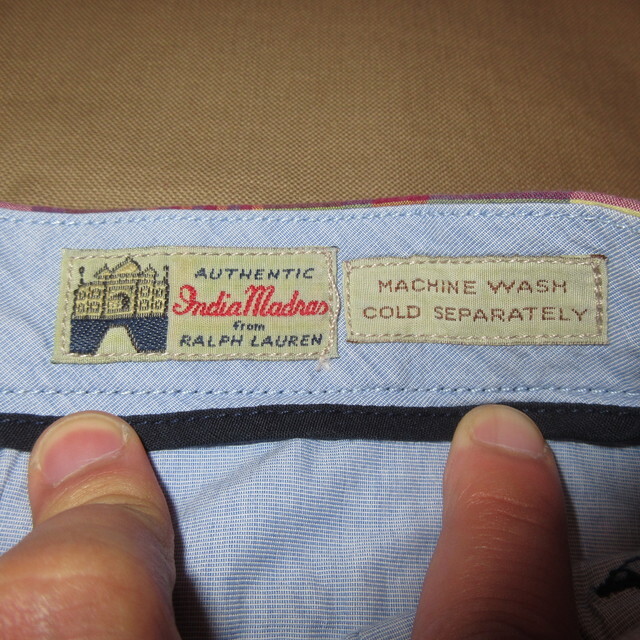 AUTHENTIC
India Madras
from
RALPH LAUREN
MACHINE WASH
COLD SEPARATELY